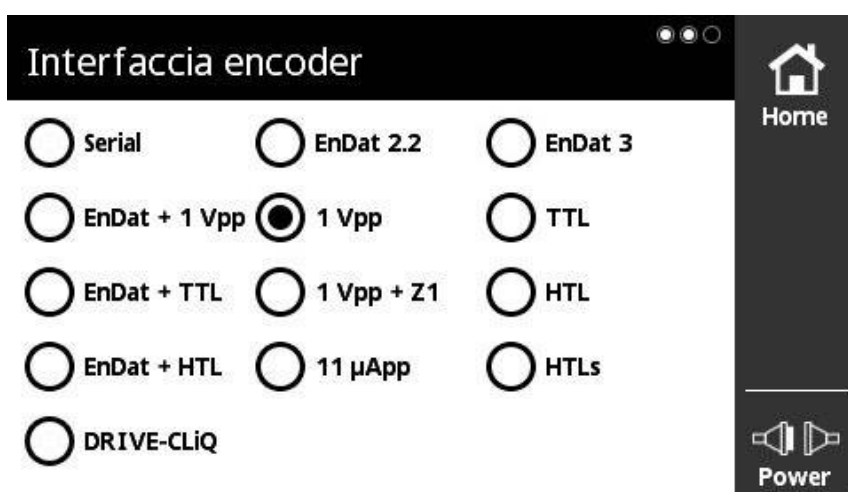 Interfaccia encoder
Home
Serial
EnDat 2.2
EnDat 3
EnDat + 1 Vpp
1 Vpp
TTL
EnDat + TTL
1 Vpp + Z1
HTL
EnDat + HTL
11 µApp
HTLs
DRIVE-CLiQ
Power